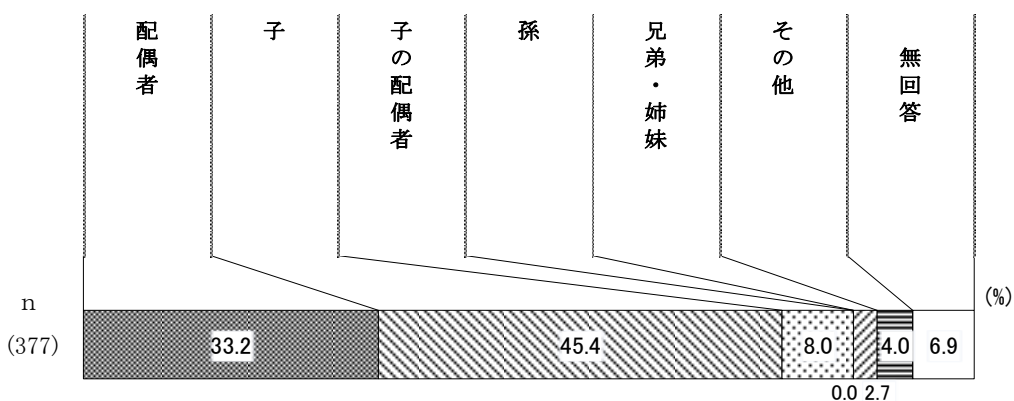 配偶者
子
子の配偶者
孫
兄弟・姉妹
その他
無回答
(%)
n
(377)
33.2
45.4
8.0
4.0
6.9
0.0 2.7